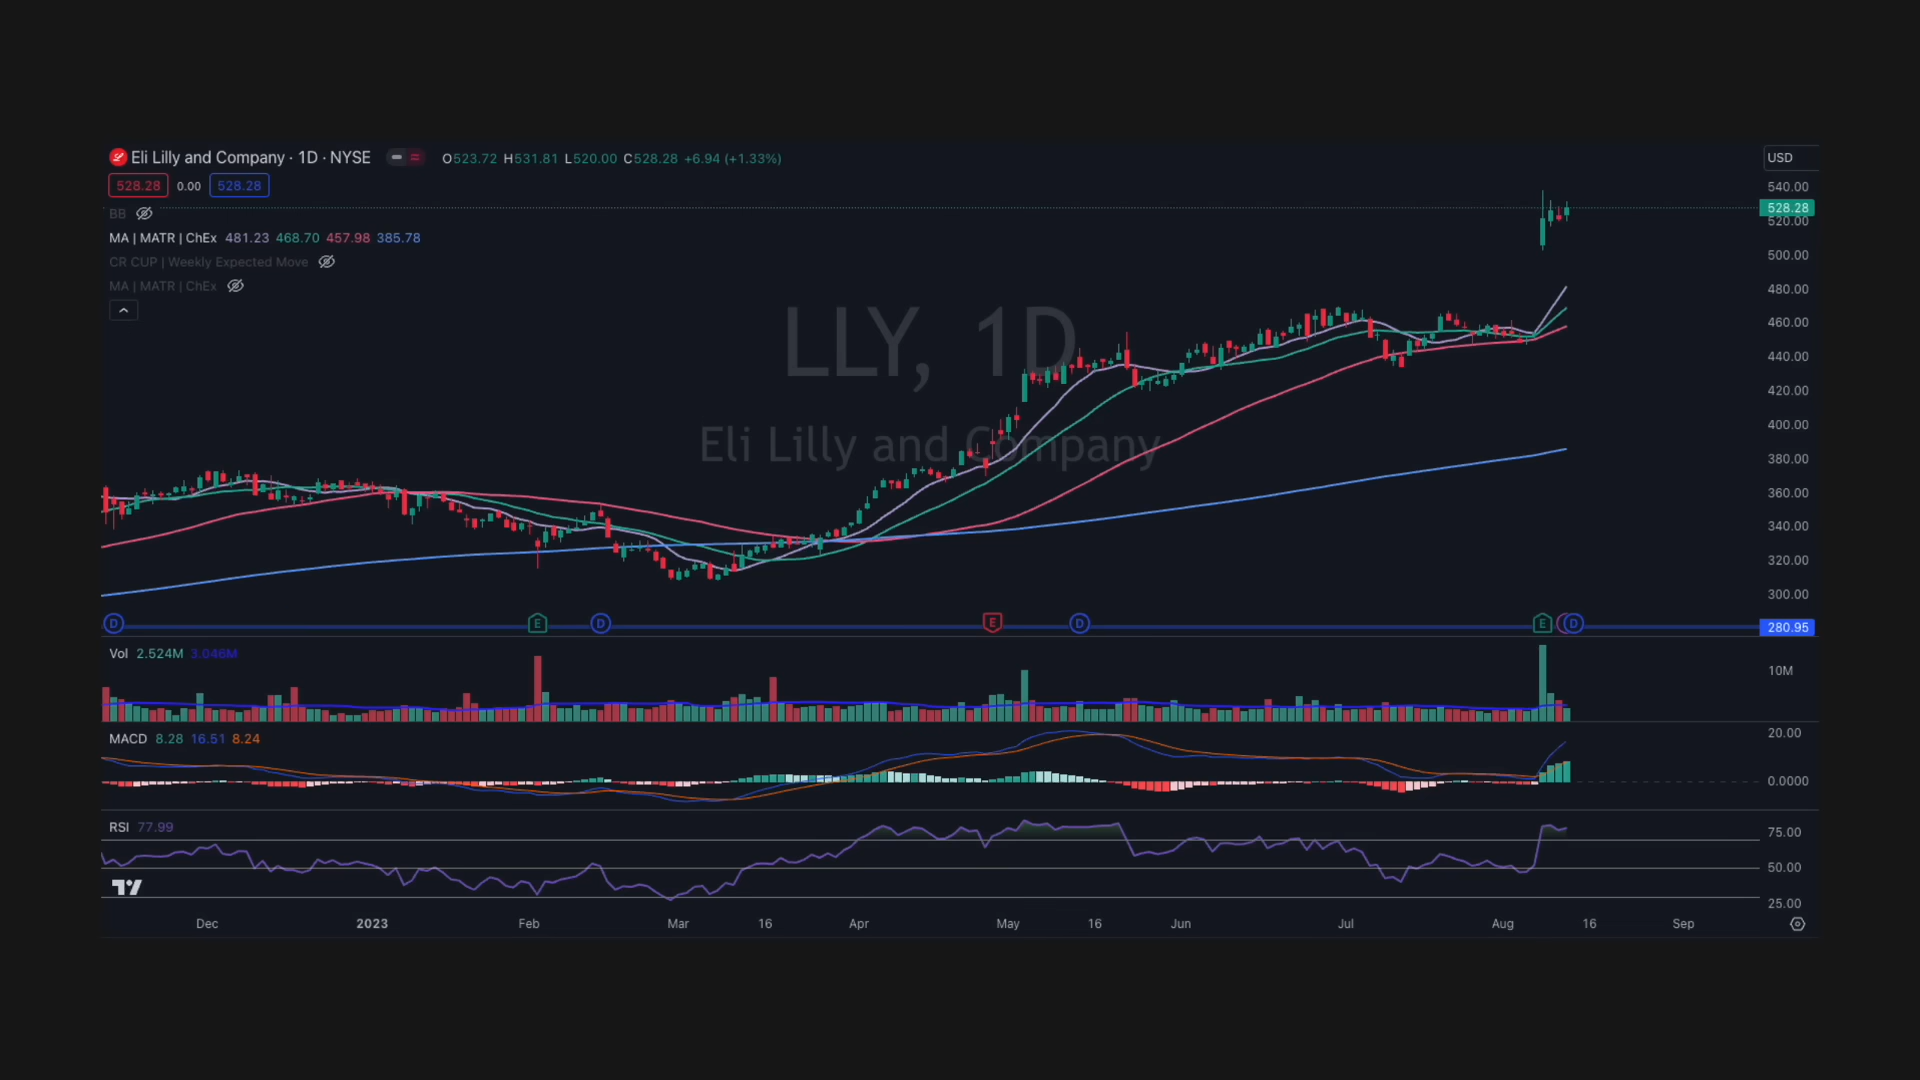 Eli Lilly and Company · 1D · NYSE O523.72 H531.81 L520.00 C528.28 +6.94 (+1.33%)
USD
528.28 0.00 528.28
540.00
BB
528.28
520.00
MA | MATR | ChEx 481.23 468.70 457.98 385.78
500.00
CR CUP | Weekly Expected Move
MA | MATR | ChEx
480.00
460.00
LLY, 1D
440.00
420.00
400.00
Eli Lilly and Company
380.00
360.00
340.00
320.00
300.00
D E D E D E D
280.95
Vol 2.524M 3.046M
10M
MACD 8.28 16.51 8.24
20.00
0.0000
RSI 77.99
75.00
50.00
25.00
Dec 2023 Feb Mar 16 Apr May 16 Jun Jul Aug 16 Sep